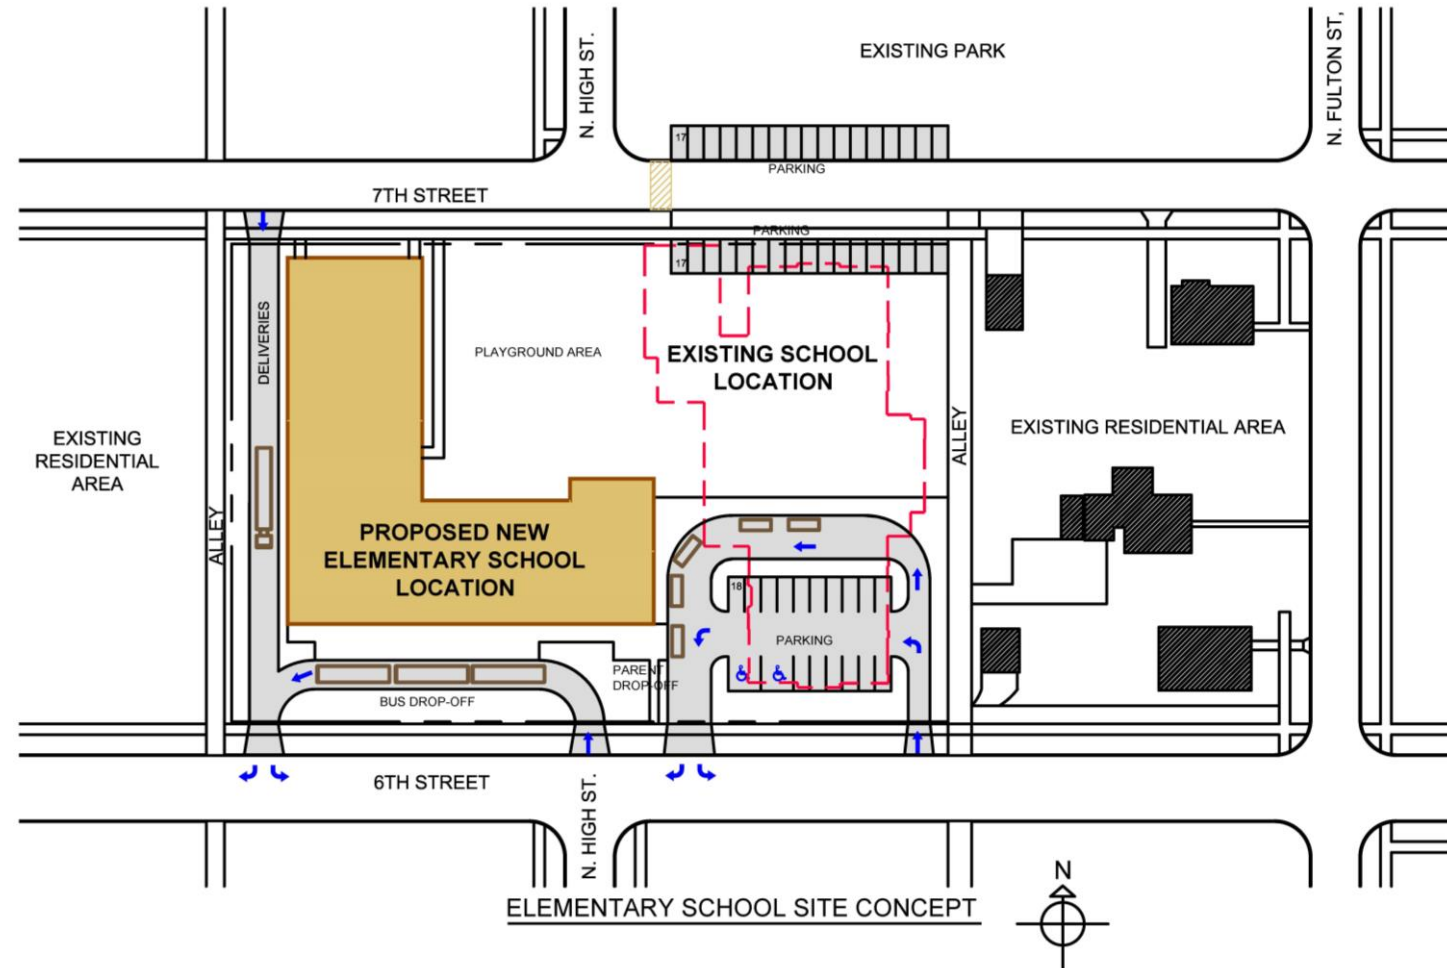 EXISTING PARK
N. HIGH ST.
N. FULTON ST,
17
PARKING
7TH STREET
PARKING
17
DELIVERIES
PLAYGROUND AREA
EXISTING SCHOOL
LOCATION
EXISTING
RESIDENTIAL
AREA
ALLEY
EXISTING RESIDENTIAL AREA
ALLEY
PROPOSED NEW
ELEMENTARY SCHOOL
LOCATION
18
PARKING
PARENT
DROP-OFF
BUS DROP-OFF
6TH STREET
N. HIGH ST.
N
ELEMENTARY SCHOOL SITE CONCEPT